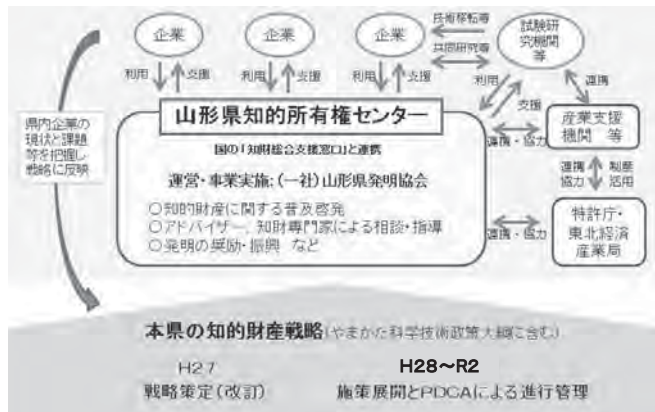 企業
企業
企業
技術移転等
共同研究等
試験研究機関等
利用
支援
利用
支援
利用
支援
利用
支援
連携
県内企業の
現状と課題
等を把握し
戦略に反映
山形県知的所有権センター
国の「知財総合支援窓口」と連携
運営・事業実施:(一社)山形県発明協会
○知的財産に関する普及啓発
○アドバイザー、知財専門家による相談・指導
○発明の奨励・振興 など
連携・協力
産業支援
機関 等
連携
協力
制度
活用
連携・協力
特許庁・
東北経済
産業局
本県の知的財産戦略(やまがた科学技術政策大綱に含む)
H27
戦略策定(改訂)
H28~R2
施策展開とPDCAによる進行管理